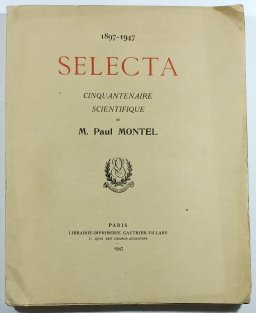 1897-1947
SELECTA
CINQUANTENAIRE
SCIENTIFIQUE
DE
M. Paul MONTEL
PARIS
LIBRAIRIE-IMPRIMERIE GAUTHIER-VILLARS
QUAI DES GRANDS-AUGUSTINS
1947